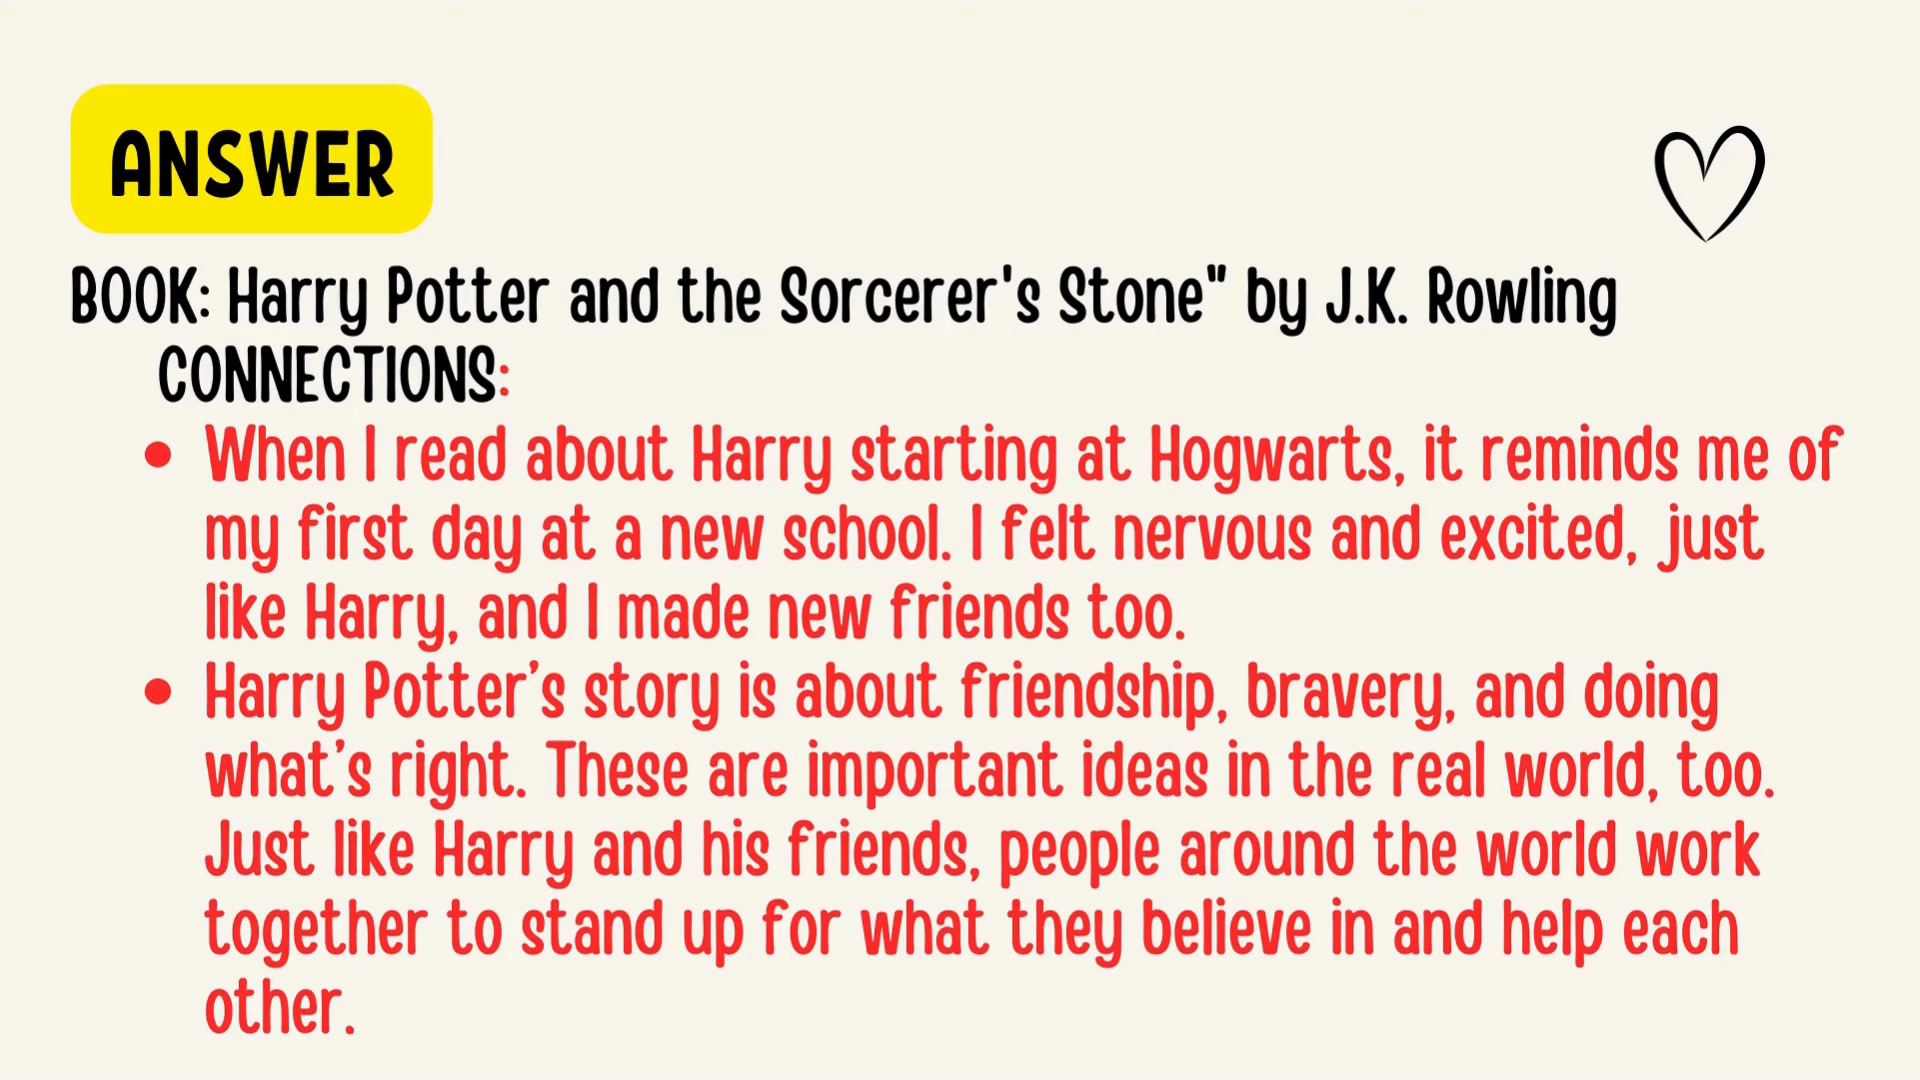 ANSWER
BOOK: Harry Potter and the Sorcerer's Stone" by J.K. Rowling
CONNECTIONS:
• When I read about Harry starting at Hogwarts, it reminds me of
my first day at a new school. I felt nervous and excited, just
like Harry, and I made new friends too.
• Harry Potter’s story is about friendship, bravery, and doing
what’s right. These are important ideas in the real world, too.
Just like Harry and his friends, people around the world work
together to stand up for what they believe in and help each
other.